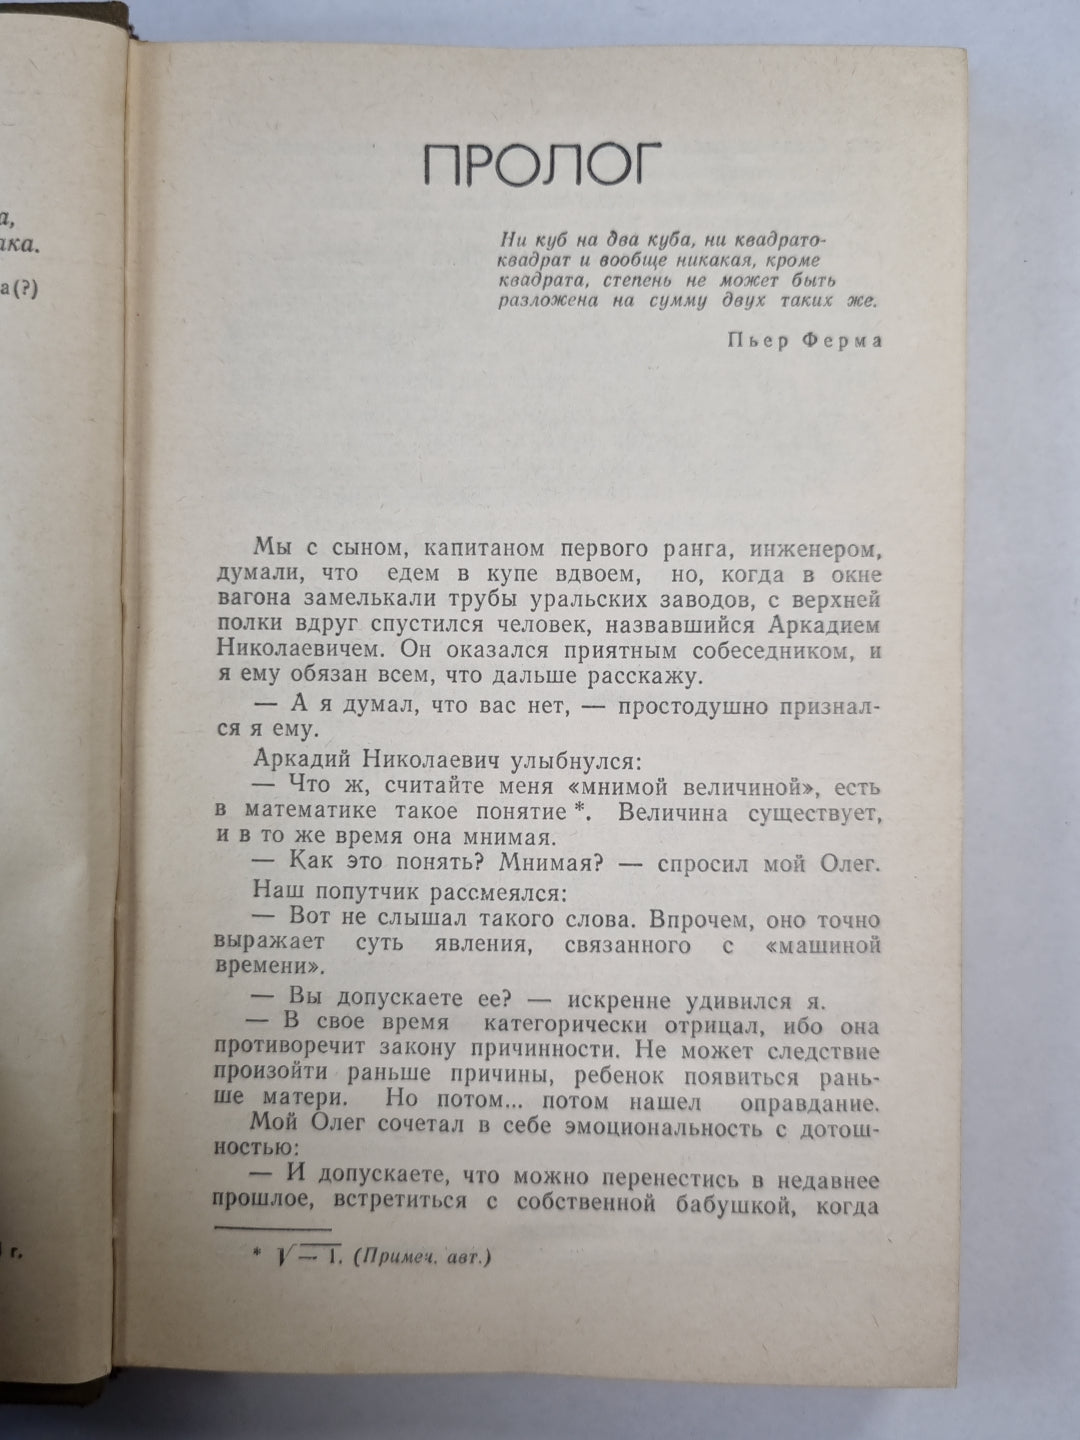 а,
ака.
а(?)
г.
ПРОЛОГ
Ни куб на два куба, ни квадрато-
квадрат и вообще никакая, кроме
квадрата, степень не может быть
разложена на сумму двух таких же.
Пьер Ферма
Мы с сыном, капитаном первого ранга, инженером,
думали, что едем в купе вдвоем, но, когда в окне
вагона замелькали трубы уральских заводов, с верхней
полки вдруг спустился человек, назвавшийся Аркадием
Николаевичем. Он оказался приятным собеседником, и
я ему обязан всем, что дальше расскажу.
— А я думал, что вас нет, — простодушно признал-
ся я ему.
Аркадий Николаевич улыбнулся:
— Что ж, считайте меня «мнимой величиной», есть
в математике такое понятие *. Величина существует,
и в то же время она мнимая.
— Как это понять? Мнимая? — спросил мой Олег.
Наш попутчик рассмеялся:
— Вот не слышал такого слова. Впрочем, оно точно
выражает суть явления, связанного с «машиной
времени».
— Вы допускаете ее? — искренне удивился я.
— В свое время категорически отрицал, ибо она
противоречит закону причинности. Не может следствие
произойти раньше причины, ребенок появиться рань-
ше матери. Но потом... потом нашел оправдание.
Мой Олег сочетал в себе эмоциональность с дотош-
ностью:
— И допускаете, что можно перенестись в недавнее
прошлое, встретиться с собственной бабушкой, когда
* √— 1. (Примеч. авт.)